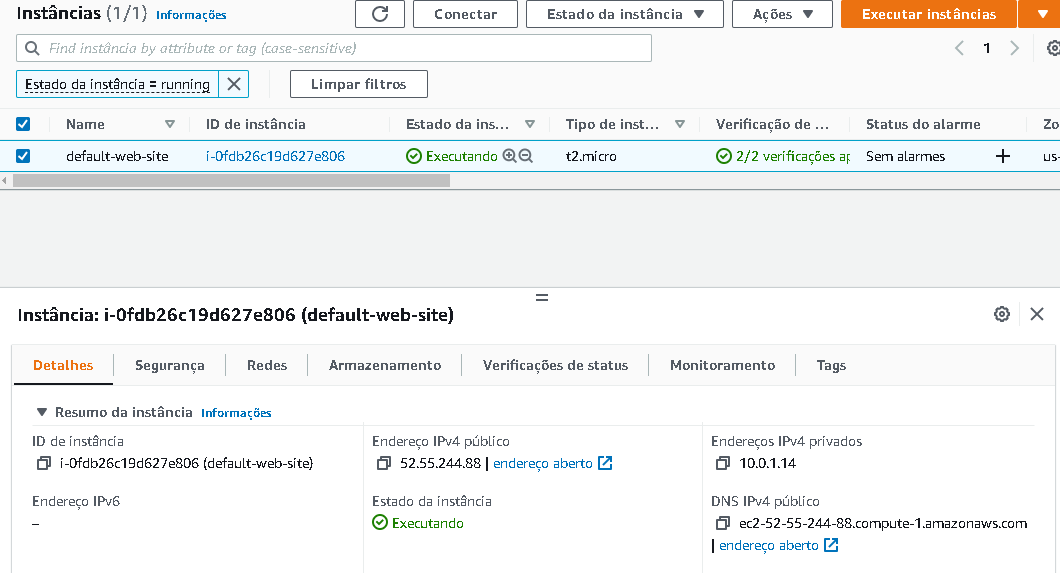 Instâncias (1/1) Informações
Conectar
Estado da instância
Ações
Executar instâncias
Find instância by attribute or tag (case-sensitive)
1
Estado da instância = running
Limpar filtros
Name ID de instância Estado da ins... Tipo de inst... Verificação de ... Status do alarme Zo
default-web-site i-0fdb26c19d627e806 Executando t2.micro 2/2 verificações ap Sem alarmes + us-
Instância: i-0fdb26c19d627e806 (default-web-site)
Detalhes Segurança Redes Armazenamento Verificações de status Monitoramento Tags
Resumo da instância Informações
ID de instância
i-0fdb26c19d627e806 (default-web-site)
Endereço IPv4 público
52.55.244.88 | endereço aberto
Endereços IPv4 privados
10.0.1.14
Endereço IPv6
–
Estado da instância
Executando
DNS IPv4 público
ec2-52-55-244-88.compute-1.amazonaws.com
| endereço aberto